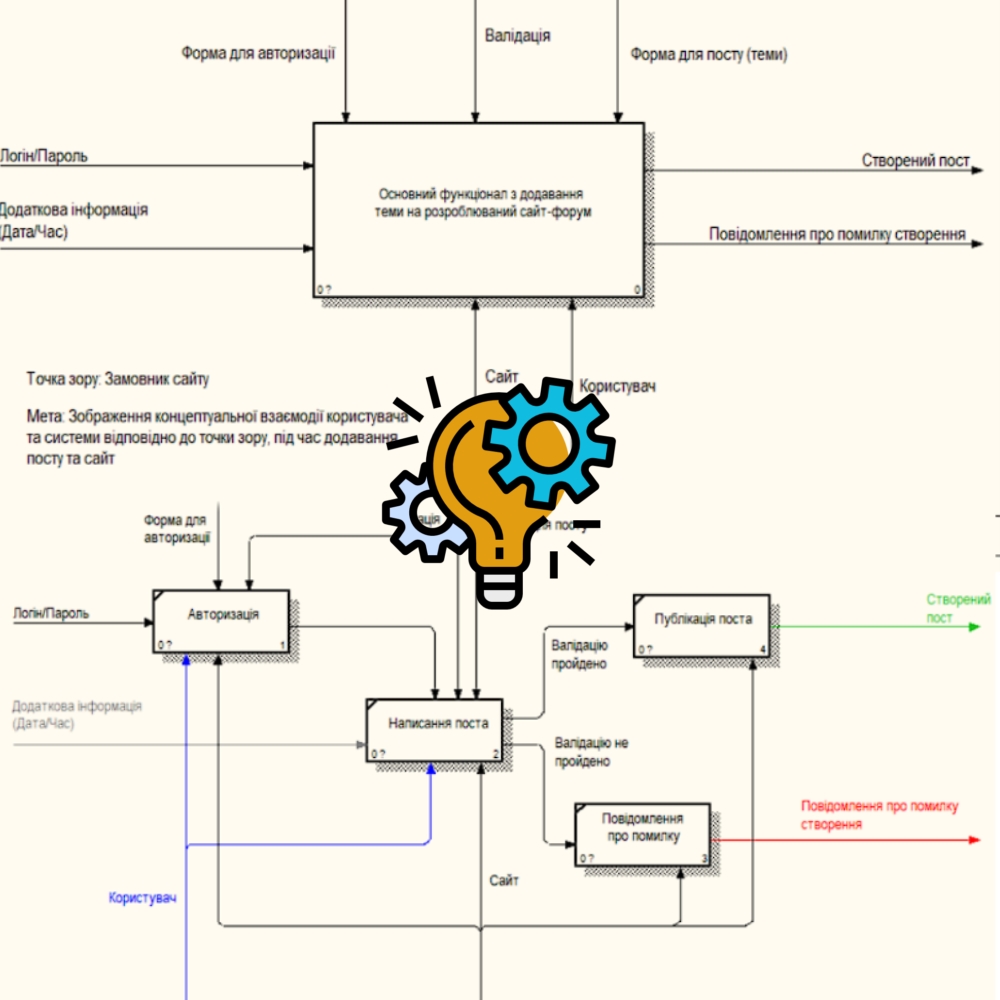 Форма для авторизації
Валідація
Форма для посту (теми)
Логін/Пароль
Додаткова інформація
(Дата/Час)
Основний функціонал з додавання
теми на розроблюваний сайт-форум
0 ?
0
Створений пост
Повідомлення про помилку створення
Сайт
Користувач
Точка зору: Замовник сайту
Мета: Зображення концептуальної взаємодії користувача
та системи відповідно до точки зору, під час додавання
посту та сайт
Форма для
авторизації
Логін/Пароль
Авторизація
0 ?
1
Додаткова інформація
(Дата/Час)
Написання поста
0 ?
2
Валідацію
пройдено
Публікація поста
0 ?
4
Створений
пост
Валідацію не
пройдено
Повідомлення
про помилку
0 ?
3
Повідомлення про помилку
створення
Сайт
Користувач